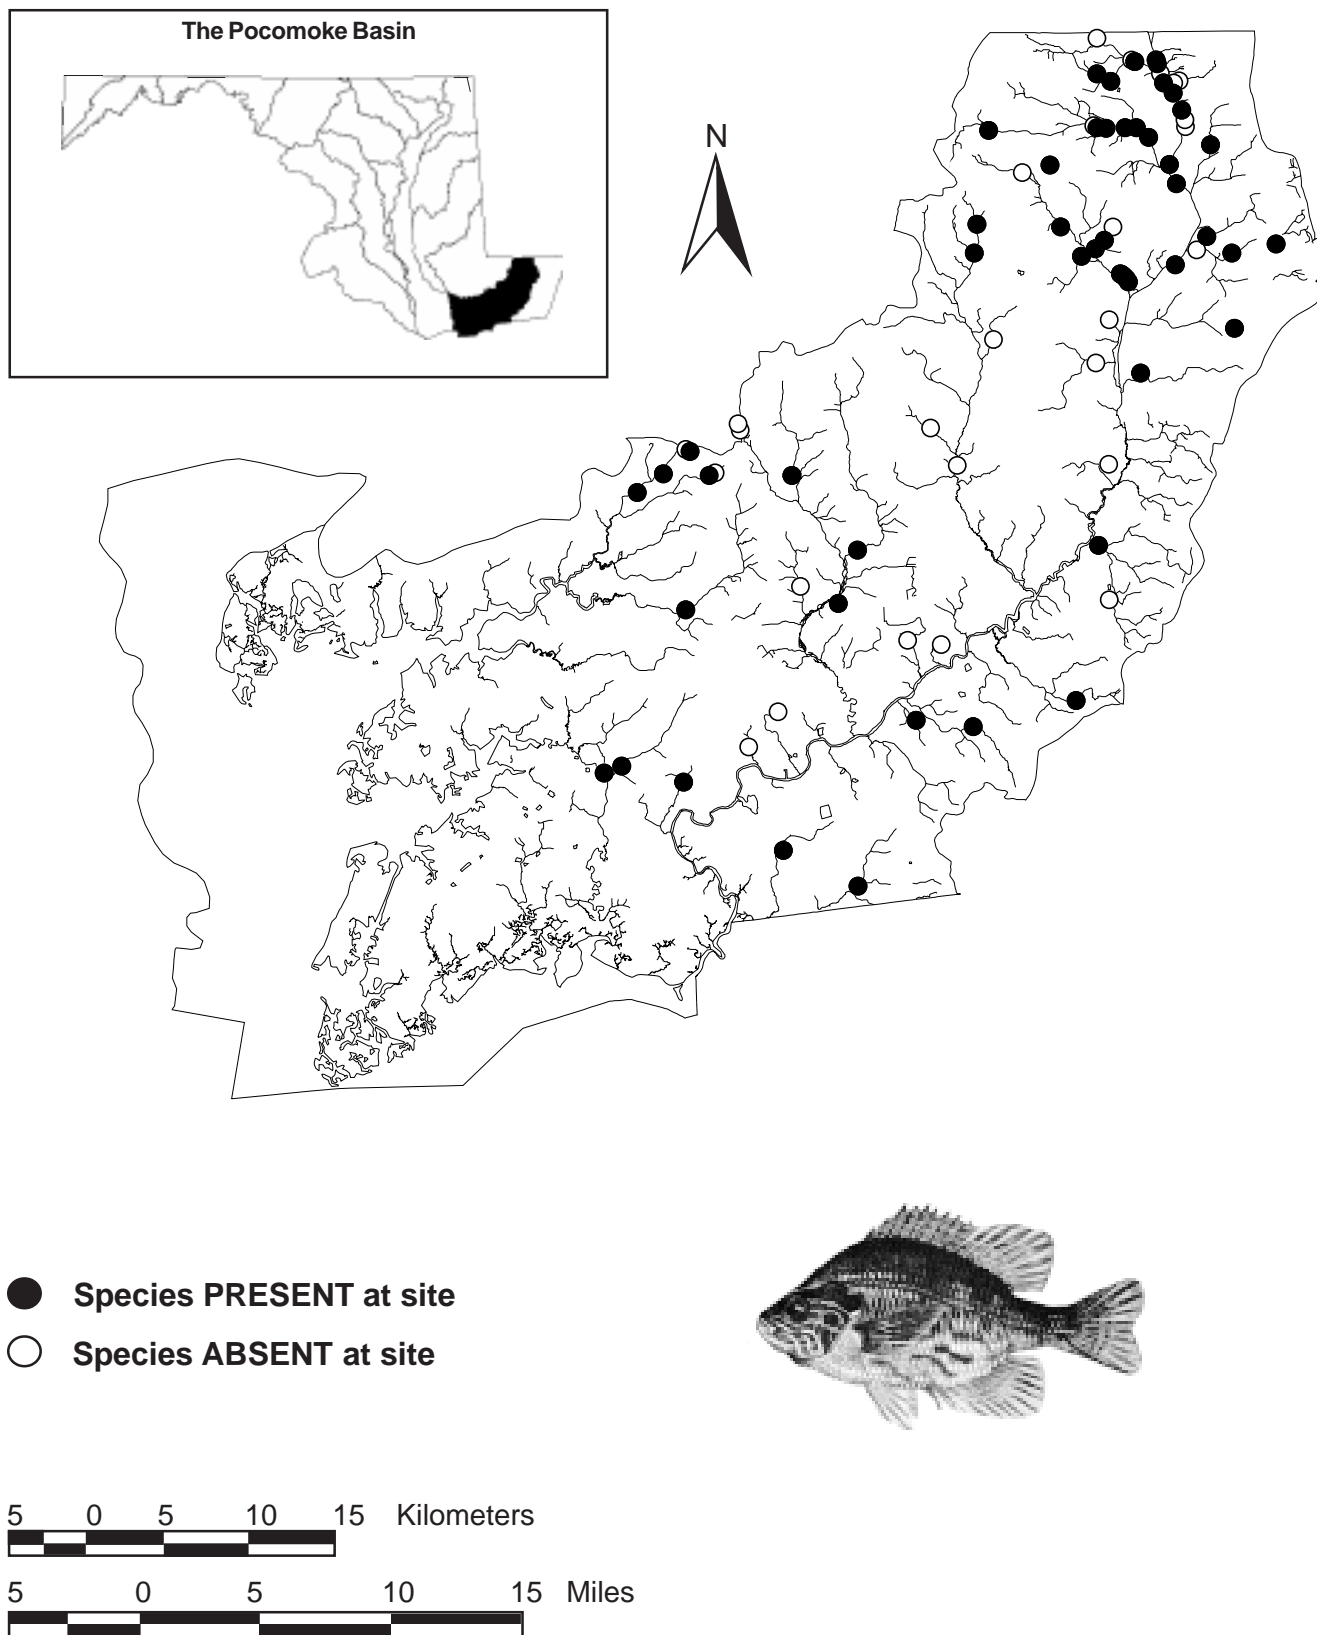 The Pocomoke Basin
N
Species PRESENT at site
Species ABSENT at site
5 0 5 10 15 Kilometers
5 0 5 10 15 Miles